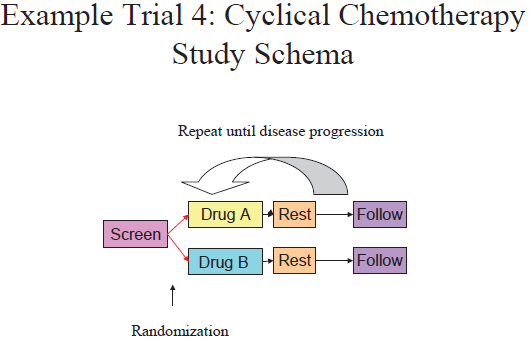 Example Trial 4: Cyclical Chemotherapy
Study Schema
Repeat until disease progression
Drug A
Rest
Follow
Screen
Drug B
Rest
Follow
Randomization